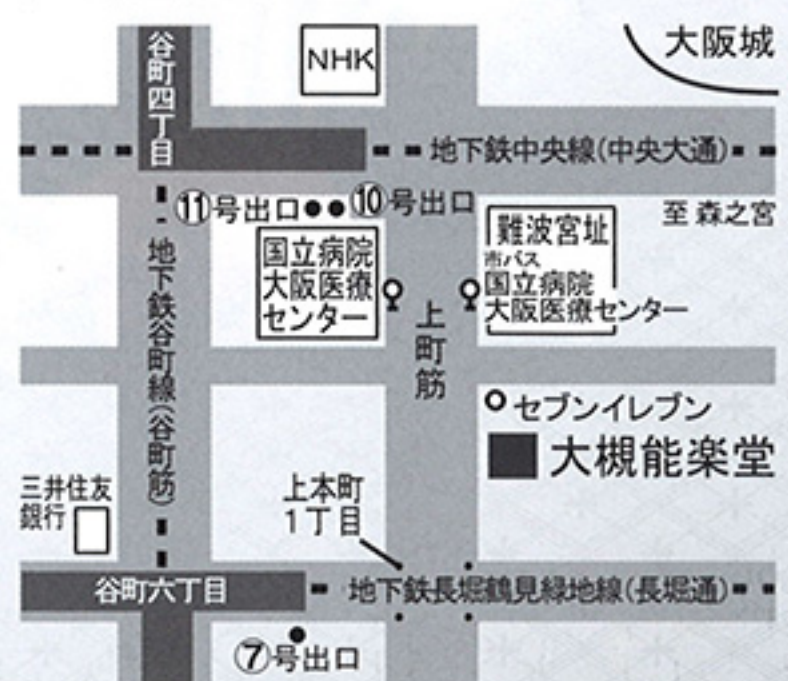 谷町四丁目
NHK
大阪城
地下鉄中央線(中央大通)
⑪号出口
⑩号出口
至 森之宮
国立病院
大阪医療
センター
難波宮址
市バス
国立病院
大阪医療センター
地下鉄谷町線(谷町筋)
上町筋
セブンイレブン
大槻能楽堂
三井住友
銀行
上本町
1丁目
谷町六丁目
地下鉄長堀鶴見緑地線(長堀通)
⑦号出口